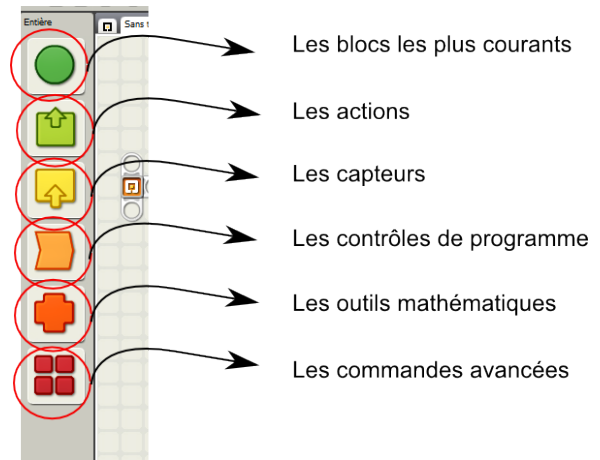 Entière
Sans
Les blocs les plus courants
Les actions
Les capteurs
Les contrôles de programme
Les outils mathématiques
Les commandes avancées